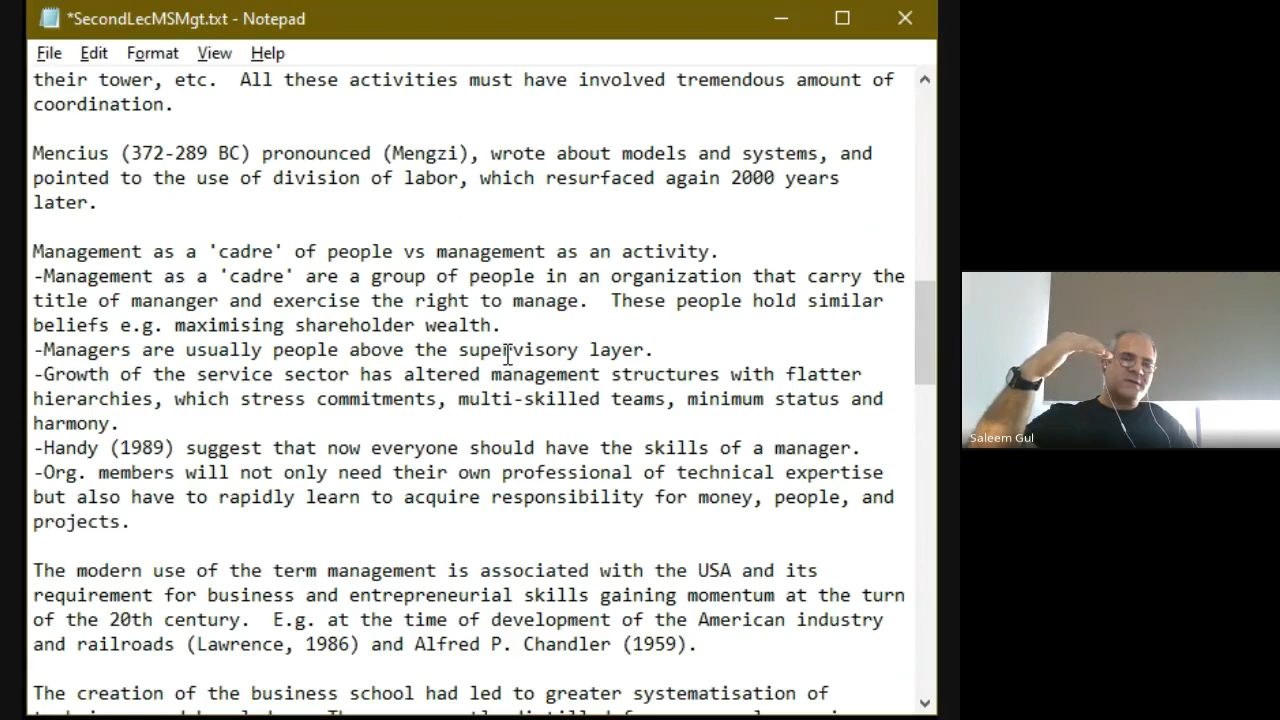 *SecondLecMSMgt.txt - Notepad
File Edit Format View Help
their tower, etc.  All these activities must have involved tremendous amount of
coordination.
Mencius (372-289 BC) pronounced (Mengzi), wrote about models and systems, and
pointed to the use of division of labor, which resurfaced again 2000 years
later.
Management as a 'cadre' of people vs management as an activity.
-Management as a 'cadre' are a group of people in an organization that carry the
title of mananger and exercise the right to manage.  These people hold similar
beliefs e.g. maximising shareholder wealth.
-Managers are usually people above the supervisory layer.
-Growth of the service sector has altered management structures with flatter
hierarchies, which stress commitments, multi-skilled teams, minimum status and
harmony.
-Handy (1989) suggest that now everyone should have the skills of a manager.
-Org. members will not only need their own professional of technical expertise
but also have to rapidly learn to acquire responsibility for money, people, and
projects.
The modern use of the term management is associated with the USA and its
requirement for business and entrepreneurial skills gaining momentum at the turn
of the 20th century.  E.g. at the time of development of the American industry
and railroads (Lawrence, 1986) and Alfred P. Chandler (1959).
The creation of the business school had led to greater systematisation of
Saleem Gul